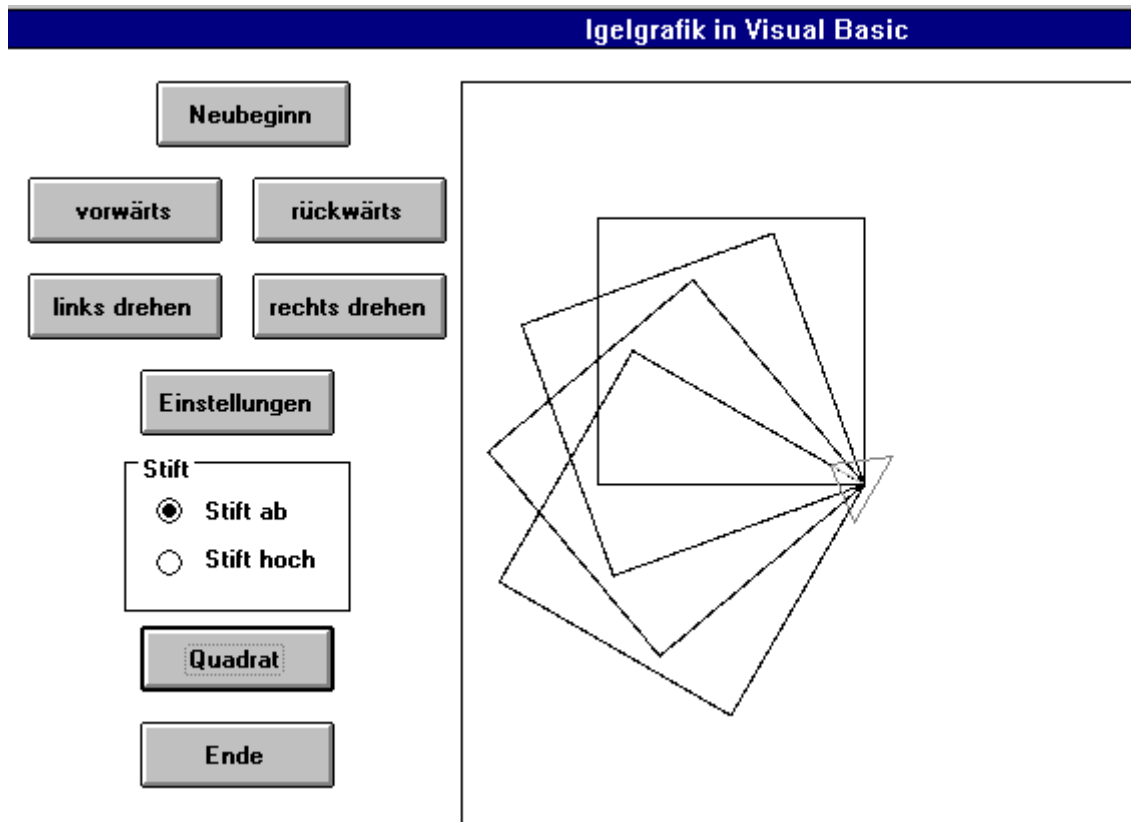 Igelgrafik in Visual Basic
Neubeginn
vorwärts
rückwärts
links drehen
rechts drehen
Einstellungen
Stift
Stift ab
Stift hoch
Quadrat
Ende